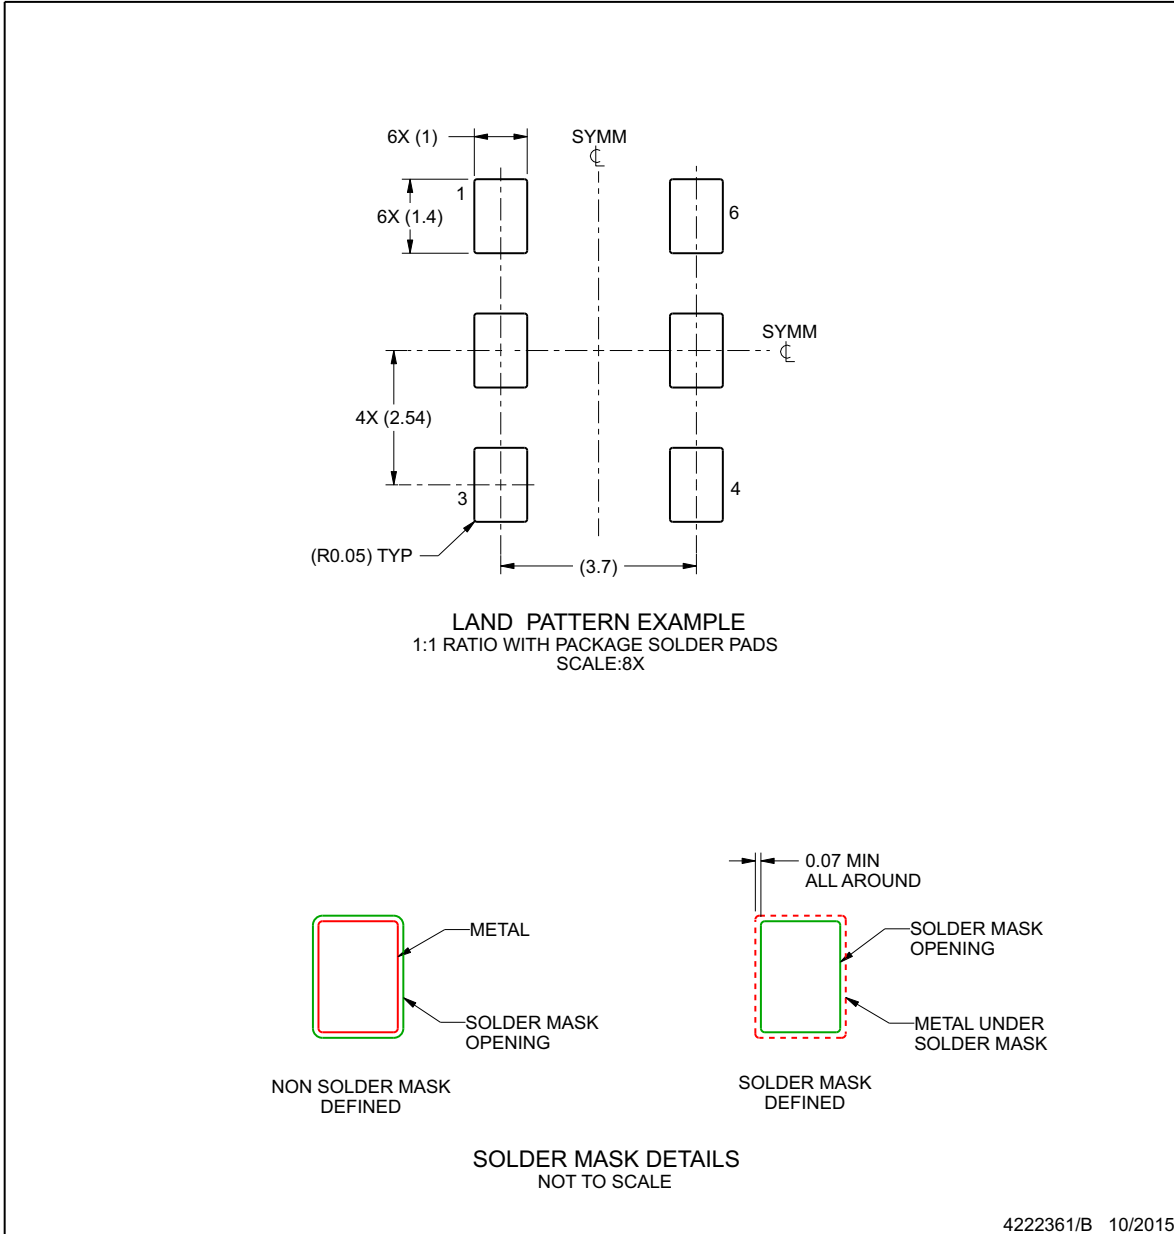 6X (1)
SYMM
1
6X (1.4)
6
SYMM
4X (2.54)
3
4
(R0.05) TYP
(3.7)
LAND PATTERN EXAMPLE
1:1 RATIO WITH PACKAGE SOLDER PADS
SCALE:8X
0.07 MIN
ALL AROUND
METAL
SOLDER MASK
OPENING
NON SOLDER MASK
DEFINED
SOLDER MASK
OPENING
METAL UNDER
SOLDER MASK
SOLDER MASK
DEFINED
SOLDER MASK DETAILS
NOT TO SCALE
4222361/B 10/2015